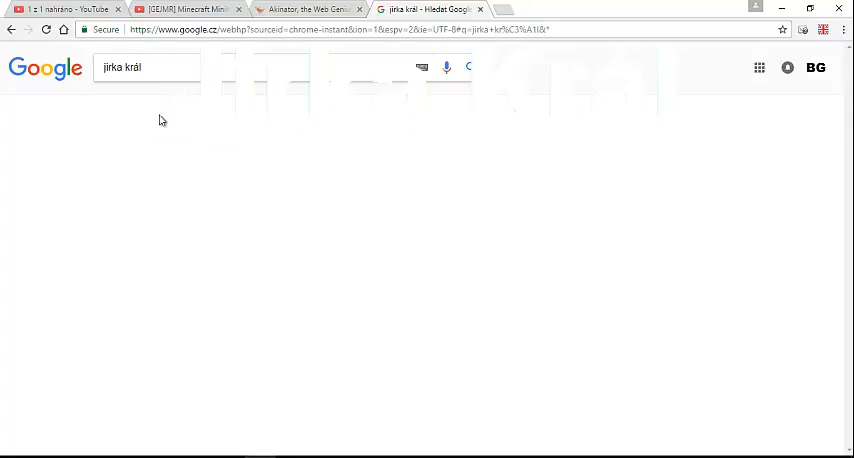 1 z 1 nahráno - YouTube
[GEJMR] Minecraft Mini
Akinator, the Web Geni
jirka král - Hledat Googl
Secure
https://www.google.cz/webhp?sourceid=chrome-instant&ion=1&espv=2&ie=UTF-8#q=jirka+kr%C3%A1l&*
Google
jirka král
BG
Jirka Král